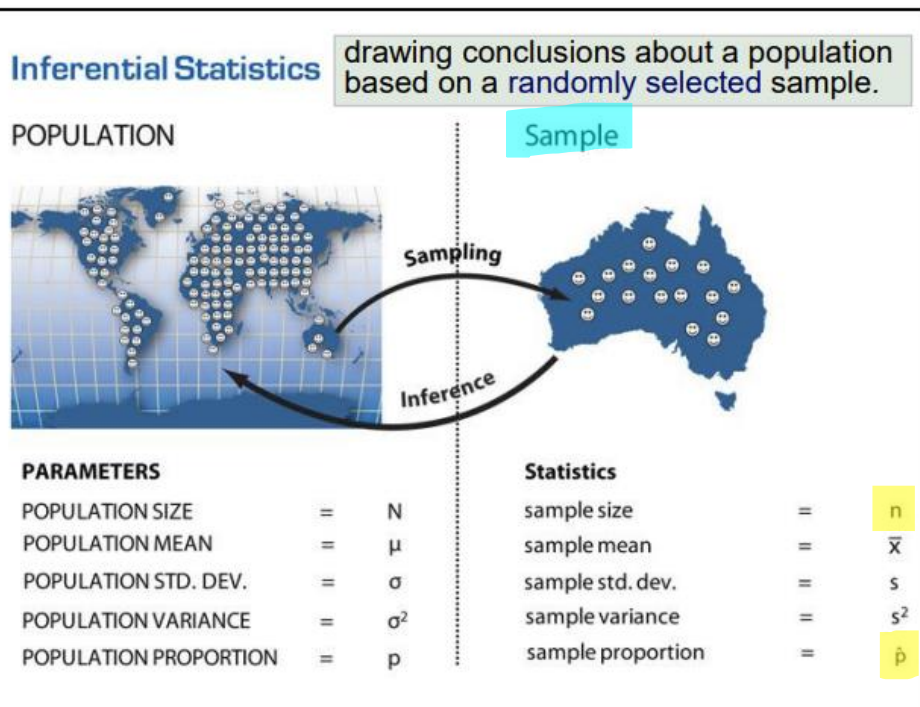 Inferential Statistics
drawing conclusions about a population
based on a randomly selected sample.
POPULATION
Sample
Sampling
Inference
PARAMETERS
POPULATION SIZE = N
POPULATION MEAN = μ
POPULATION STD. DEV. = σ
POPULATION VARIANCE = σ²
POPULATION PROPORTION = p
Statistics
sample size = n
sample mean = x̄
sample std. dev. = s
sample variance = s²
sample proportion = p̂